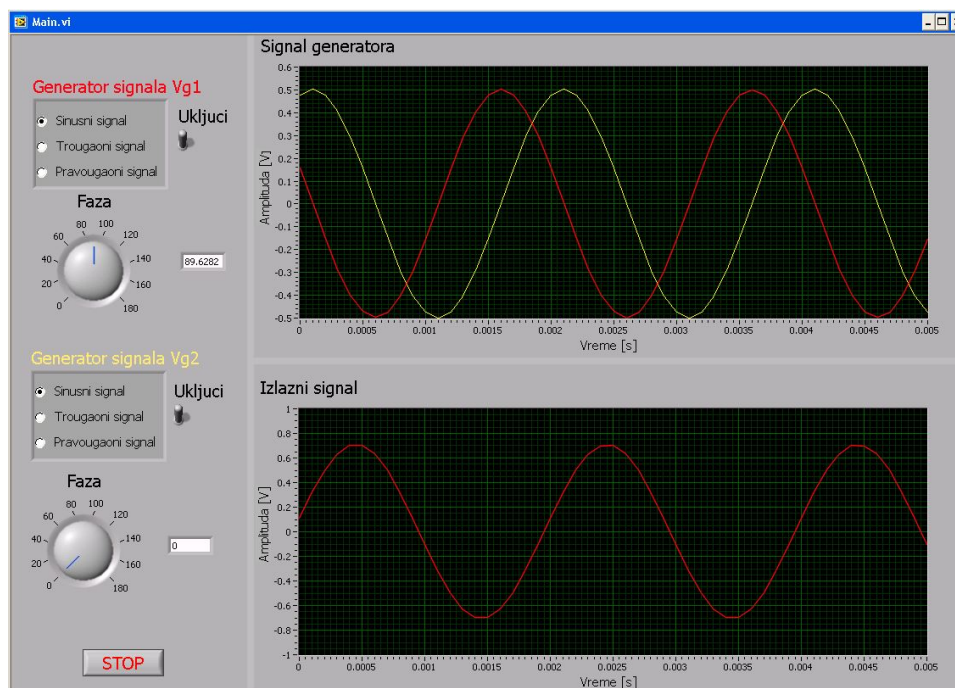 Main.vi
Generator signala Vg1
Sinusni signal
Trougaoni signal
Pravougaoni signal
Ukljuci
Faza
0 20 40 60 80 100 120 140 160 180
89.6282
Generator signala Vg2
Sinusni signal
Trougaoni signal
Pravougaoni signal
Ukljuci
Faza
0 20 40 60 80 100 120 140 160 180
0
STOP
Signal generatora
Amplituda [V]
0.6
0.5
0.4
0.3
0.2
0.1
0
-0.1
-0.2
-0.3
-0.4
-0.5
0 0.0005 0.001 0.0015 0.002 0.0025 0.003 0.0035 0.004 0.0045 0.005
Vreme [s]
Izlazni signal
Amplituda [V]
1
0.8
0.6
0.4
0.2
0
-0.2
-0.4
-0.6
-0.8
-1
0 0.0005 0.001 0.0015 0.002 0.0025 0.003 0.0035 0.004 0.0045 0.005
Vreme [s]